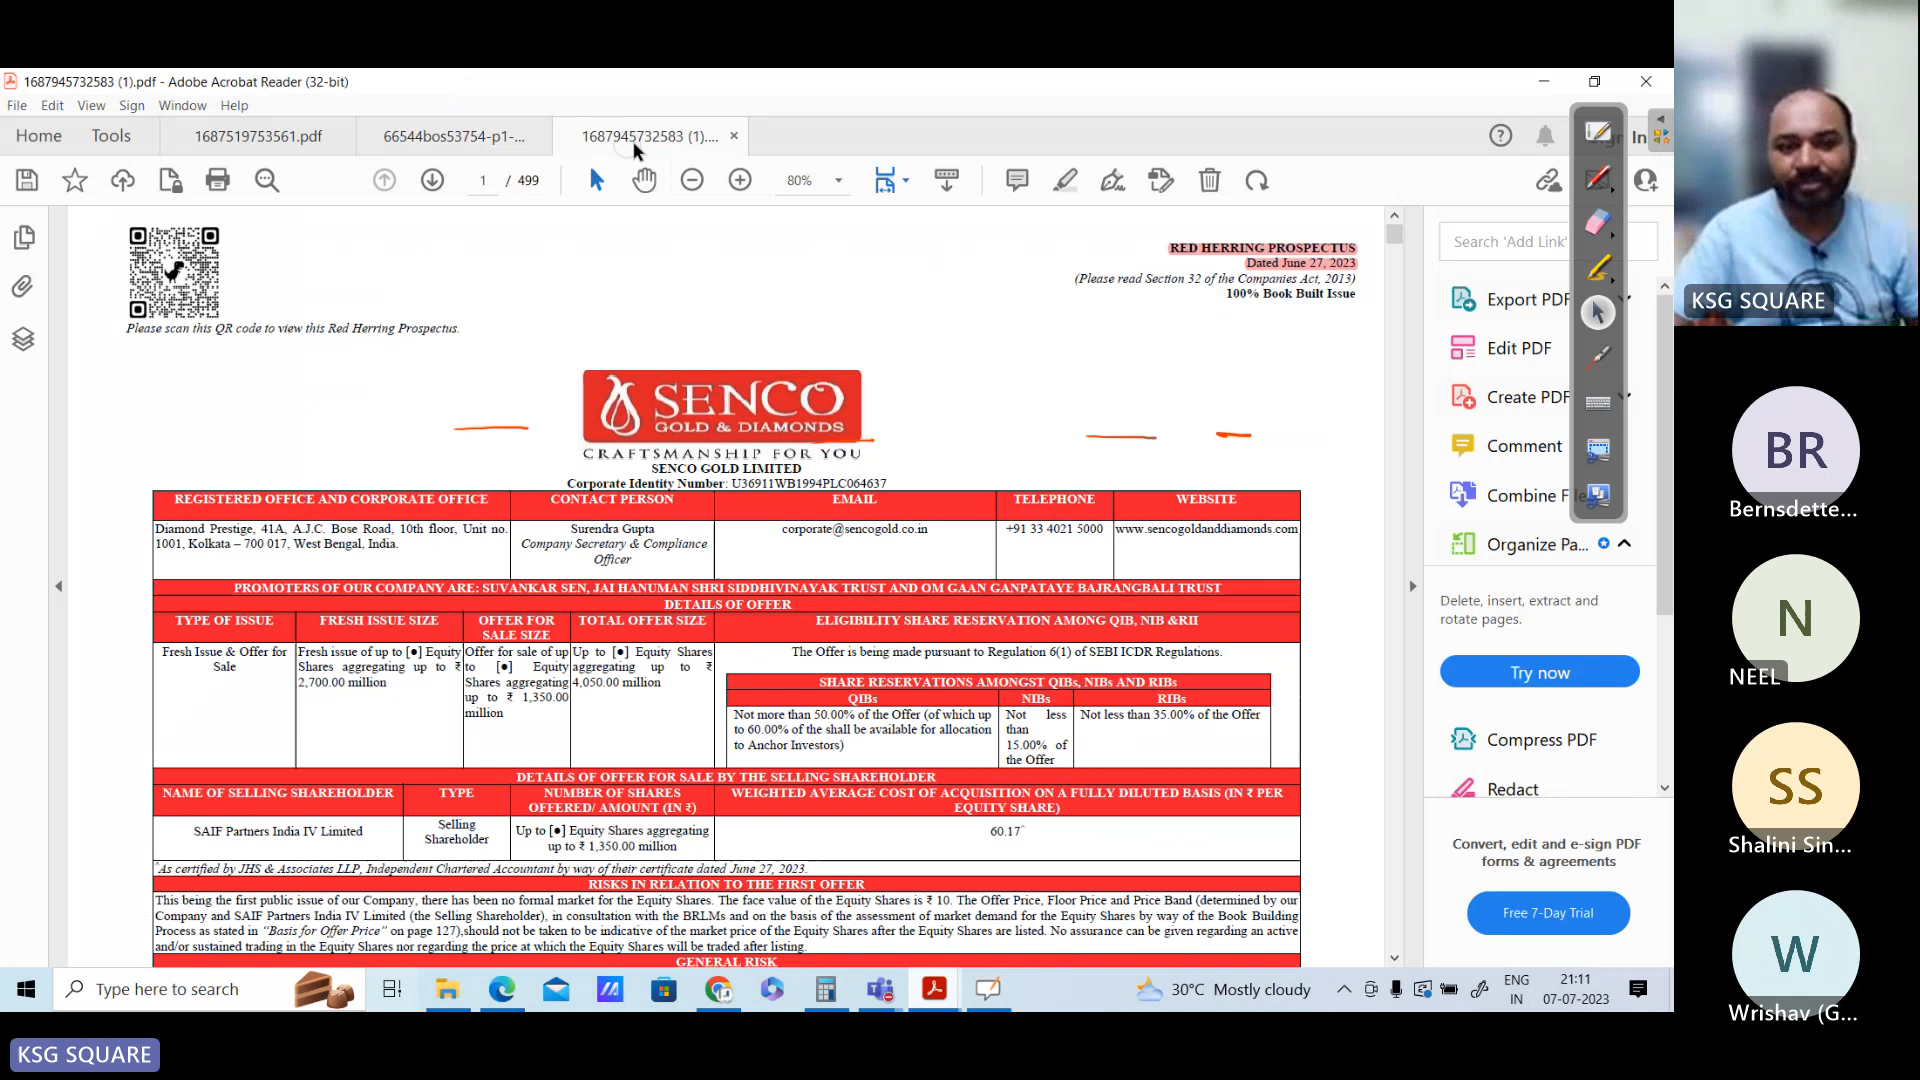 1687945732583 (1).pdf - Adobe Acrobat Reader (32-bit)
File Edit View Sign Window Help
Home Tools 1687519753561.pdf 66544bos53754-p1-... 1687945732583 (1).... × In
1 / 499 80%
RED HERRING PROSPECTUS
Dated June 27, 2023
(Please read Section 32 of the Companies Act, 2013)
100% Book Built Issue
Please scan this QR code to view this Red Herring Prospectus.
SENCO
GOLD & DIAMONDS
CRAFTSMANSHIP FOR YOU
SENCO GOLD LIMITED
Corporate Identity Number: U36911WB1994PLC064637
REGISTERED OFFICE AND CORPORATE OFFICE CONTACT PERSON EMAIL TELEPHONE WEBSITE
Diamond Prestige, 41A, A.J.C. Bose Road, 10th floor, Unit no.
1001, Kolkata – 700 017, West Bengal, India.
Surendra Gupta
Company Secretary & Compliance
Officer
corporate@sencogold.co.in
+91 33 4021 5000
www.sencogoldanddiamonds.com
PROMOTERS OF OUR COMPANY ARE: SUVANKAR SEN, JAI HANUMAN SHRI SIDDHIVINAYAK TRUST AND OM GAAN GANPATAYE BAJRANGBALI TRUST
DETAILS OF OFFER
TYPE OF ISSUE
FRESH ISSUE SIZE
OFFER FOR
SALE SIZE
TOTAL OFFER SIZE
ELIGIBILITY SHARE RESERVATION AMONG QIB, NIB &RII
Fresh Issue & Offer for
Sale
Fresh issue of up to [●] Equity
Shares aggregating up to ₹
2,700.00 million
Offer for sale of up
to [●] Equity
Shares aggregating
up to ₹ 1,350.00
million
Up to [●] Equity Shares
aggregating up to ₹
4,050.00 million
The Offer is being made pursuant to Regulation 6(1) of SEBI ICDR Regulations.
SHARE RESERVATIONS AMONGST QIBs, NIBs AND RIBs
QIBs NIBs RIBs
Not more than 50.00% of the Offer (of which up
to 60.00% of the shall be available for allocation
to Anchor Investors)
Not less
than
15.00% of
the Offer
Not less than 35.00% of the Offer
DETAILS OF OFFER FOR SALE BY THE SELLING SHAREHOLDER
NAME OF SELLING SHAREHOLDER
TYPE
NUMBER OF SHARES
OFFERED/ AMOUNT (IN ₹)
WEIGHTED AVERAGE COST OF ACQUISITION ON A FULLY DILUTED BASIS (IN ₹ PER
EQUITY SHARE)
SAIF Partners India IV Limited
Selling
Shareholder
Up to [●] Equity Shares aggregating
up to ₹ 1,350.00 million
60.17^
^As certified by JHS & Associates LLP, Independent Chartered Accountant by way of their certificate dated June 27, 2023.
RISKS IN RELATION TO THE FIRST OFFER
This being the first public issue of our Company, there has been no formal market for the Equity Shares. The face value of the Equity Shares is ₹ 10. The Offer Price, Floor Price and Price Band (determined by our
Company and SAIF Partners India IV Limited (the Selling Shareholder), in consultation with the BRLMs and on the basis of the assessment of market demand for the Equity Shares by way of the Book Building
Process as stated in "Basis for Offer Price" on page 127),should not be taken to be indicative of the market price of the Equity Shares after the Equity Shares are listed. No assurance can be given regarding an active
and/or sustained trading in the Equity Shares nor regarding the price at which the Equity Shares will be traded after listing.
GENERAL RISK
Search 'Add Link'
Export PDF
Edit PDF
Create PDF
Comment
Combine File
Organize Pa...
Delete, insert, extract and
rotate pages.
Try now
Compress PDF
Redact
Convert, edit and e-sign PDF
forms & agreements
Free 7-Day Trial
KSG SQUARE
BR
Bernsdette...
N
NEEL
SS
Shalini Sin...
W
Wrishav (G...
Type here to search
30°C Mostly cloudy
ENG
IN
21:11
07-07-2023
KSG SQUARE